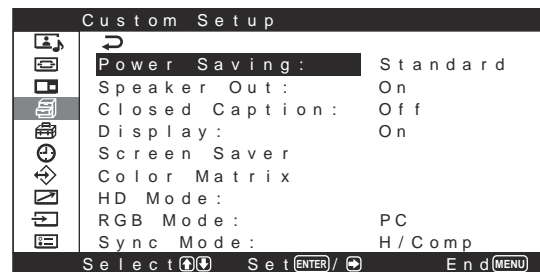 Custom Setup
Power Saving: Standard
Speaker Out: On
Closed Caption: Off
Display: On
Screen Saver
Color Matrix
HD Mode:
RGB Mode: PC
Sync Mode: H/Comp
Select Set ENTER / End MENU